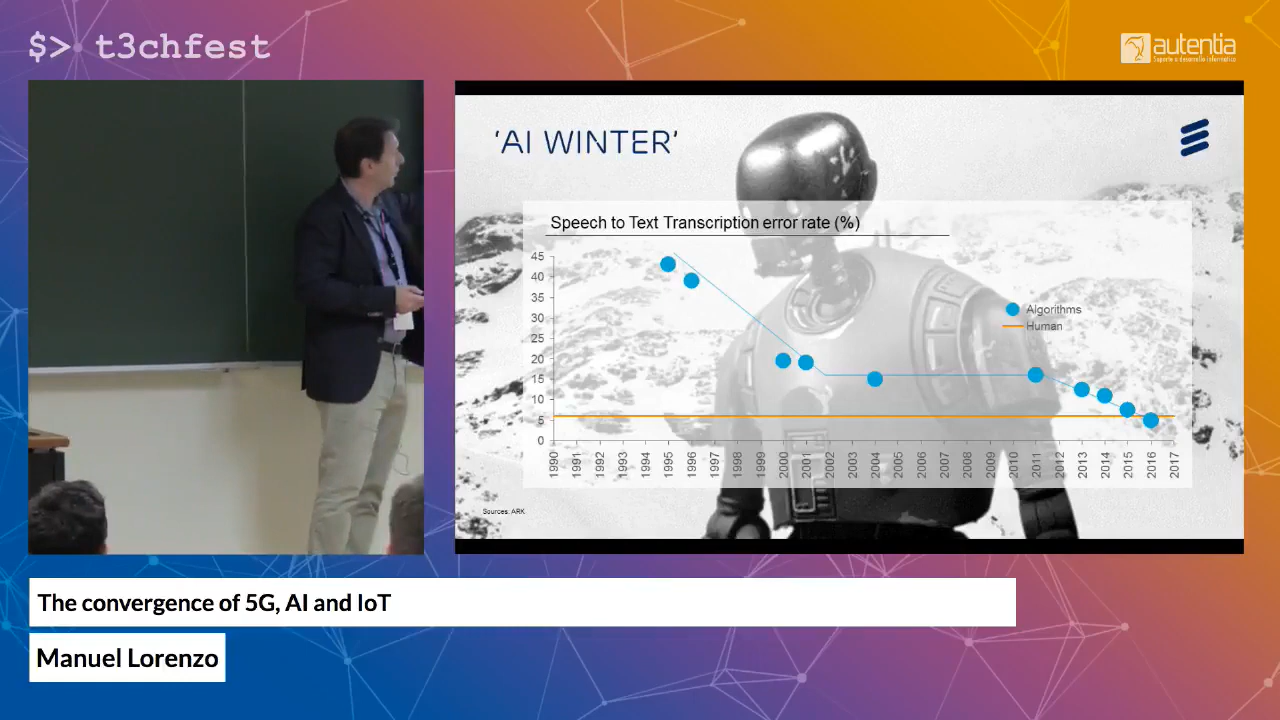 $> t3chfest
autentia
Soporte a desarrollo informático
'AI WINTER'
Speech to Text Transcription error rate (%)
45
40
35
30
25
20
15
10
5
0
Algorithms
Human
1990 1991 1992 1993 1994 1995 1996 1997 1998 1999 2000 2001 2002 2003 2004 2005 2006 2007 2008 2009 2010 2011 2012 2013 2014 2015 2016 2017
Sources: ARK
The convergence of 5G, AI and IoT
Manuel Lorenzo